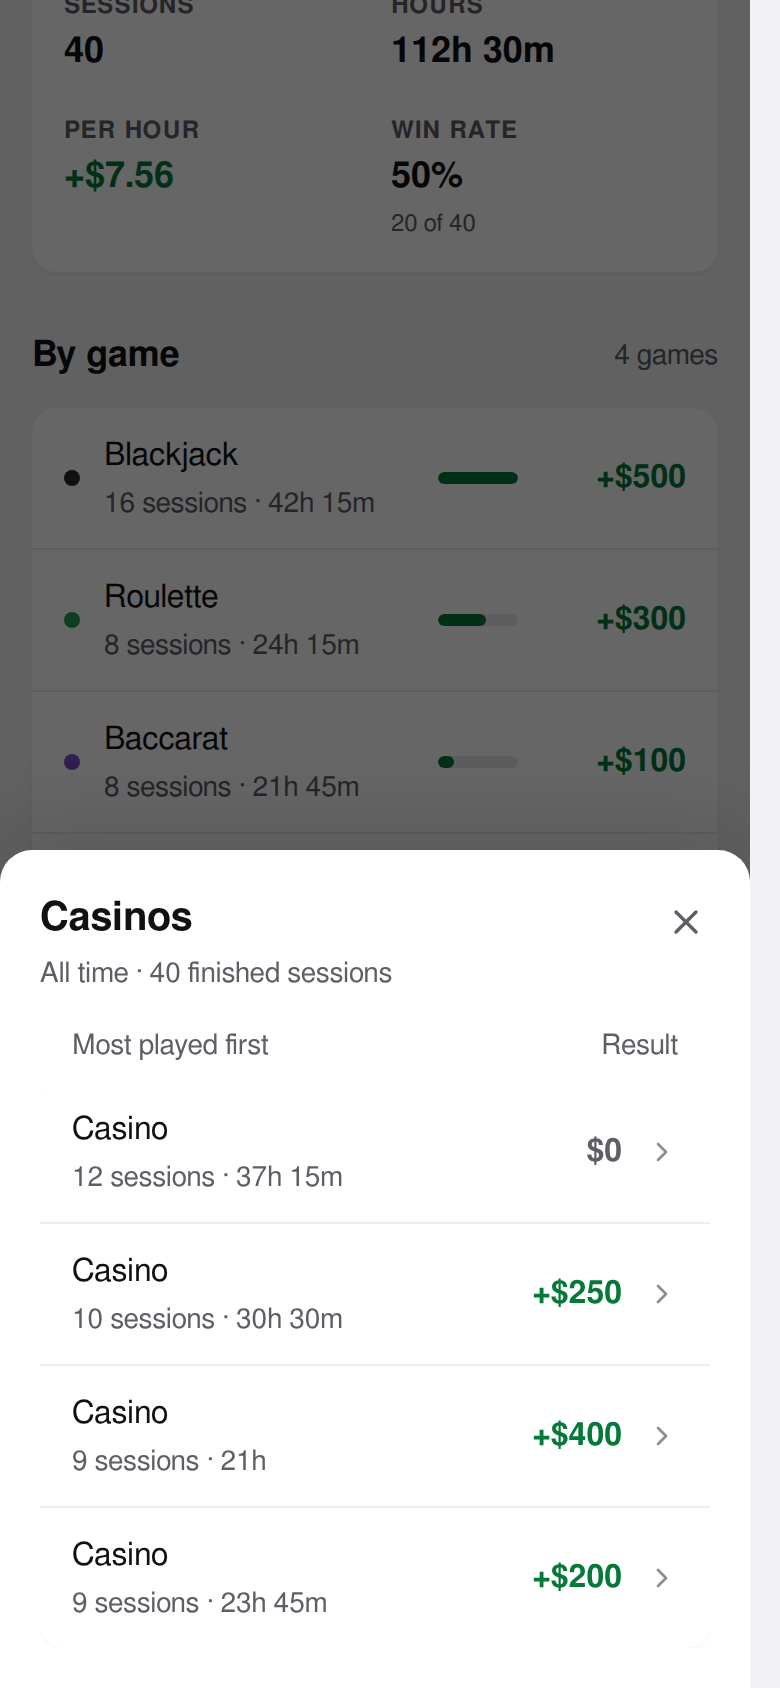 SESSIONS
HOURS
40
112h 30m
PER HOUR
WIN RATE
+$7.56
50%
20 of 40
By game
4 games
Blackjack
16 sessions · 42h 15m
+$500
Roulette
8 sessions · 24h 15m
+$300
Baccarat
8 sessions · 21h 45m
+$100
Casinos
All time · 40 finished sessions
Most played first
Result
Casino
12 sessions · 37h 15m
$0
Casino
10 sessions · 30h 30m
+$250
Casino
9 sessions · 21h
+$400
Casino
9 sessions · 23h 45m
+$200